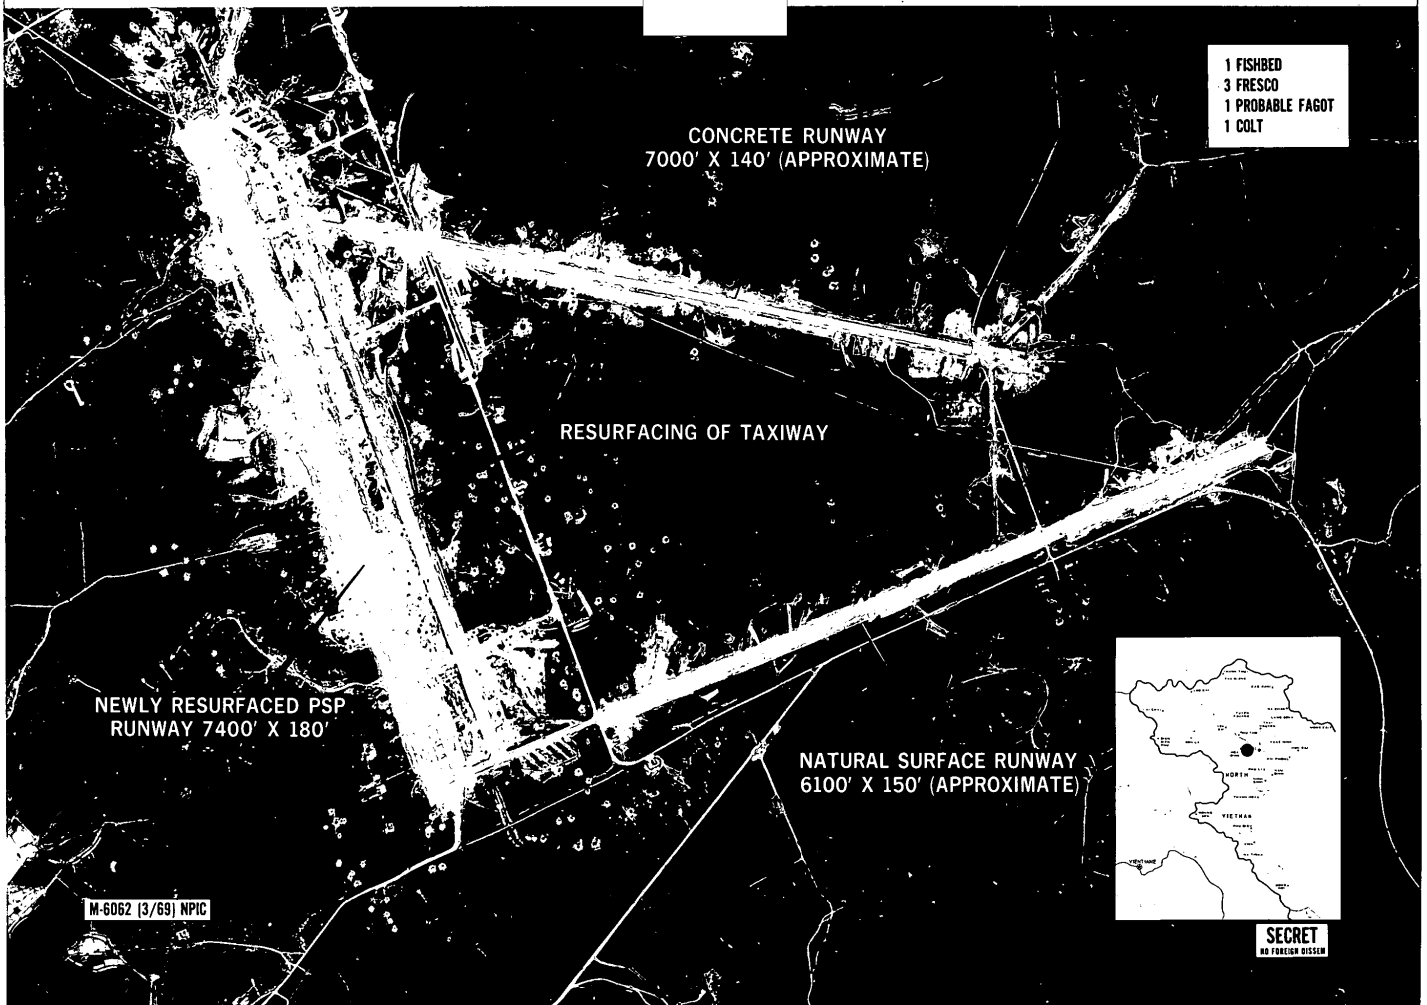 1 FISHBED
3 FRESCO
1 PROBABLE FAGOT
1 COLT
CONCRETE RUNWAY
7000' X 140' (APPROXIMATE)
RESURFACING OF TAXIWAY
NEWLY RESURFACED PSP
RUNWAY 7400' X 180'
NATURAL SURFACE RUNWAY
6100' X 150' (APPROXIMATE)
NORTH
VIETNAM
VIENTIANE
M-6062 (3/69) NPIC
SECRET
NO FOREIGN DISSEM